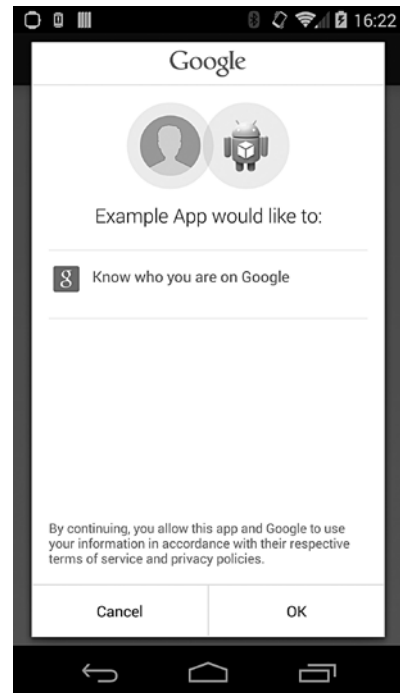 16:22
Google
Example App would like to:
g Know who you are on Google
By continuing, you allow this app and Google to use
your information in accordance with their respective
terms of service and privacy policies.
Cancel OK